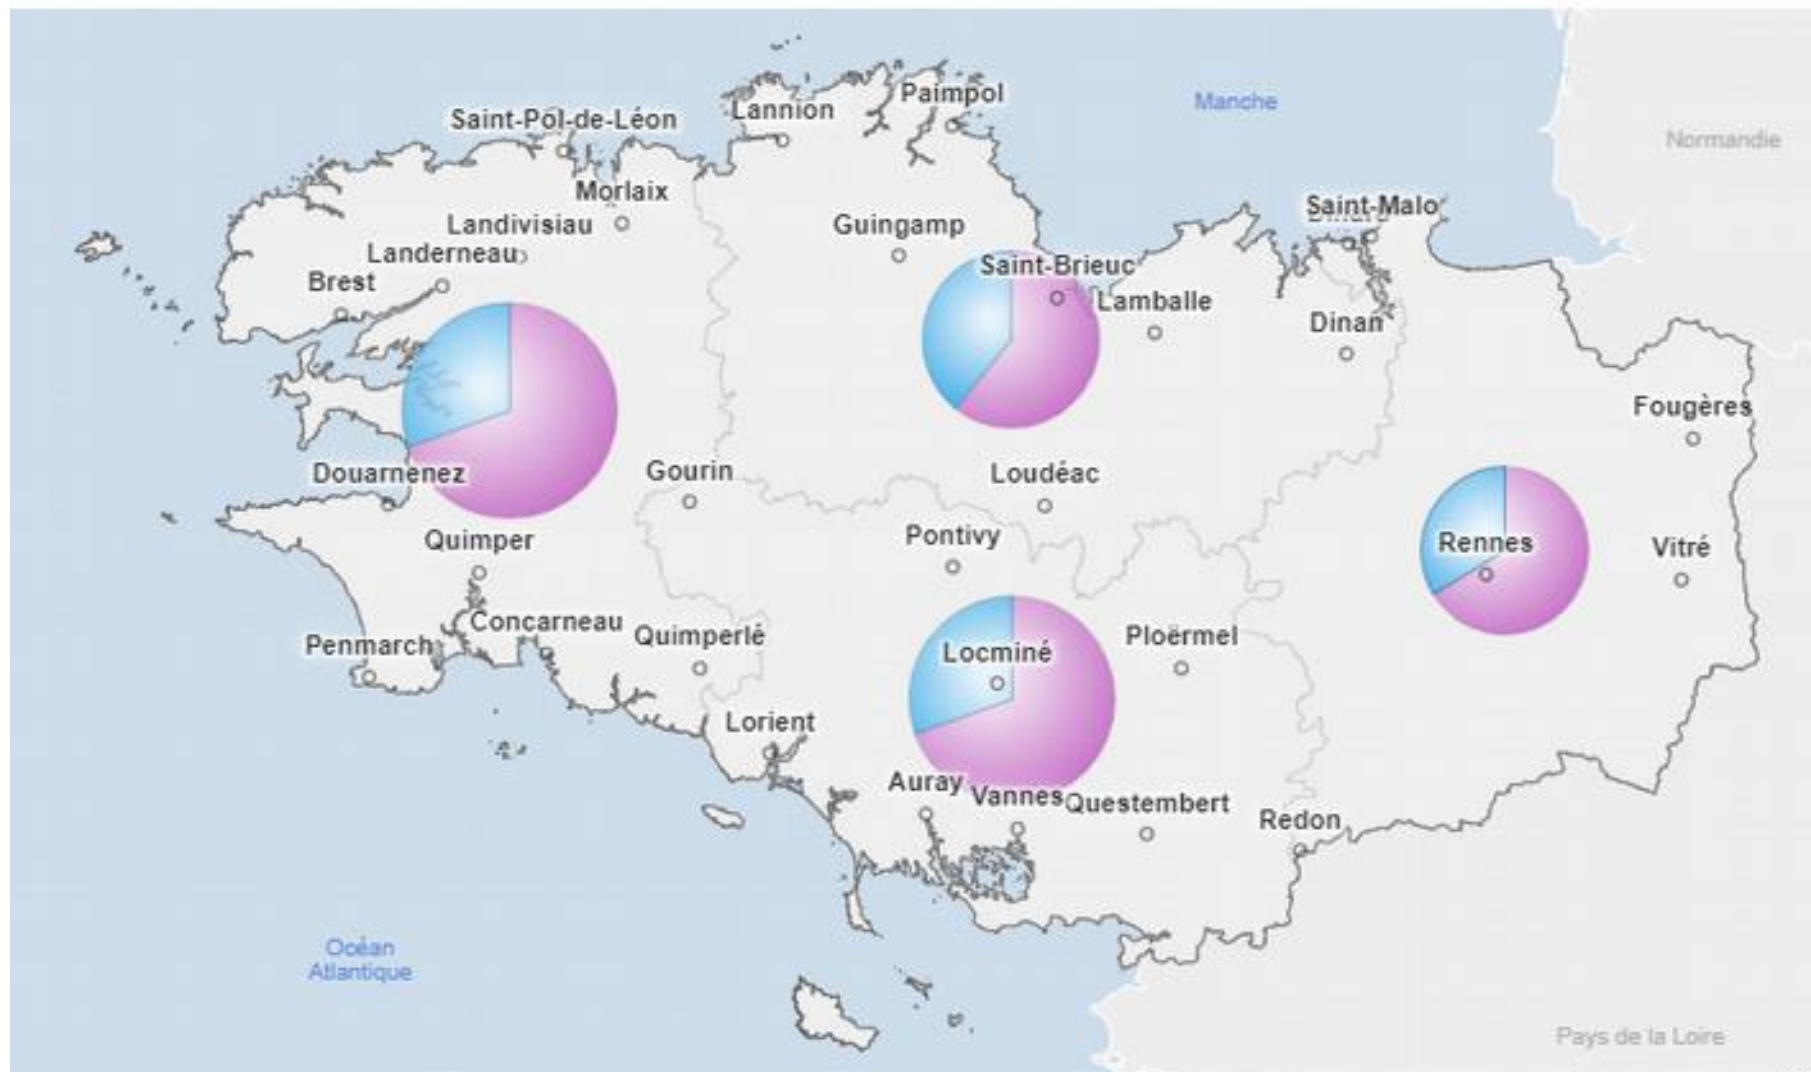 Paimpol
Manche
Lannion
Saint-Pol-de-Léon
Normandie
Morlaix
Saint-Malo
Landivisiau
Guingamp
Landerneau
Saint-Brieuc
Brest
Lamballe
Dinan
Fougères
Douarnenez
Gourin
Loudéac
Pontivy
Quimper
Rennes
Vitré
Concarneau
Quimperlé
Ploërmel
Penmarch
Locminé
Lorient
Auray
Vannes
Questembert
Redon
Océan
Atlantique
Pays de la Loire